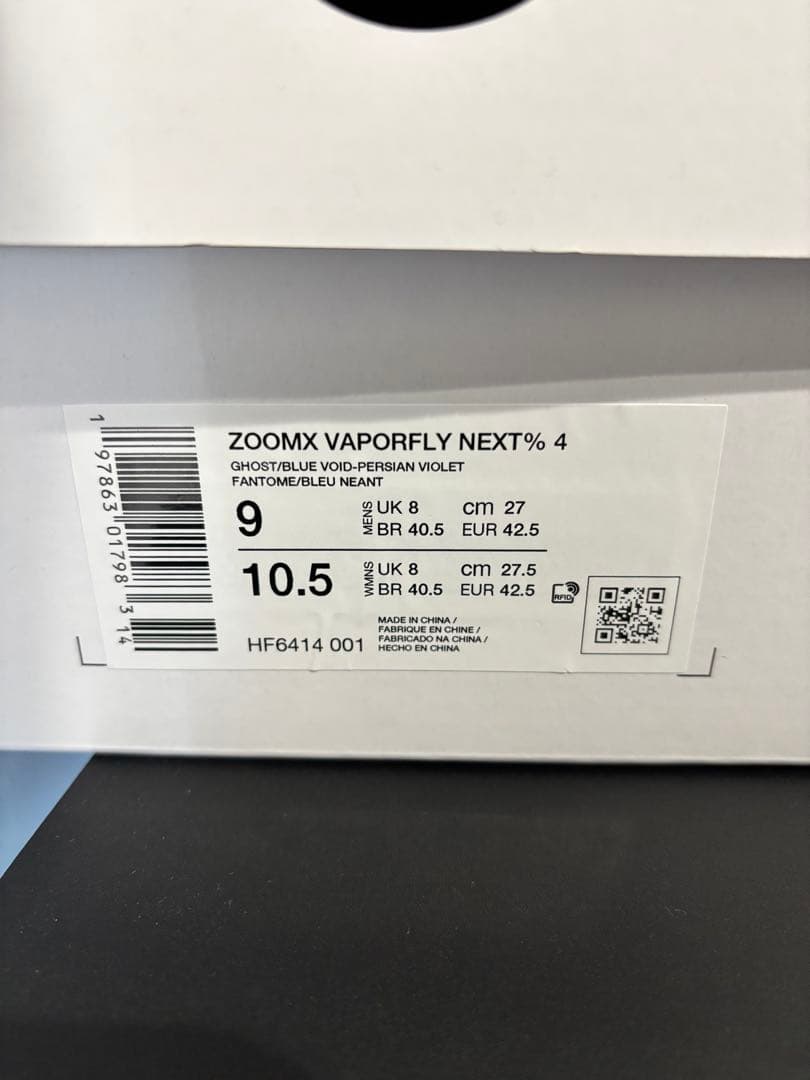 ZOOMX VAPORFLY NEXT% 4
GHOST/BLUE VOID-PERSIAN VIOLET
FANTOME/BLEU NEANT
9
MENS
UK 8 cm 27
BR 40.5 EUR 42.5
10.5
WMNS
UK 8 cm 27.5
BR 40.5 EUR 42.5
RFID
HF6414 001
MADE IN CHINA /
FABRIQUE EN CHINE /
FABRICADO NA CHINA /
HECHO EN CHINA
1 97863 01798 3 14